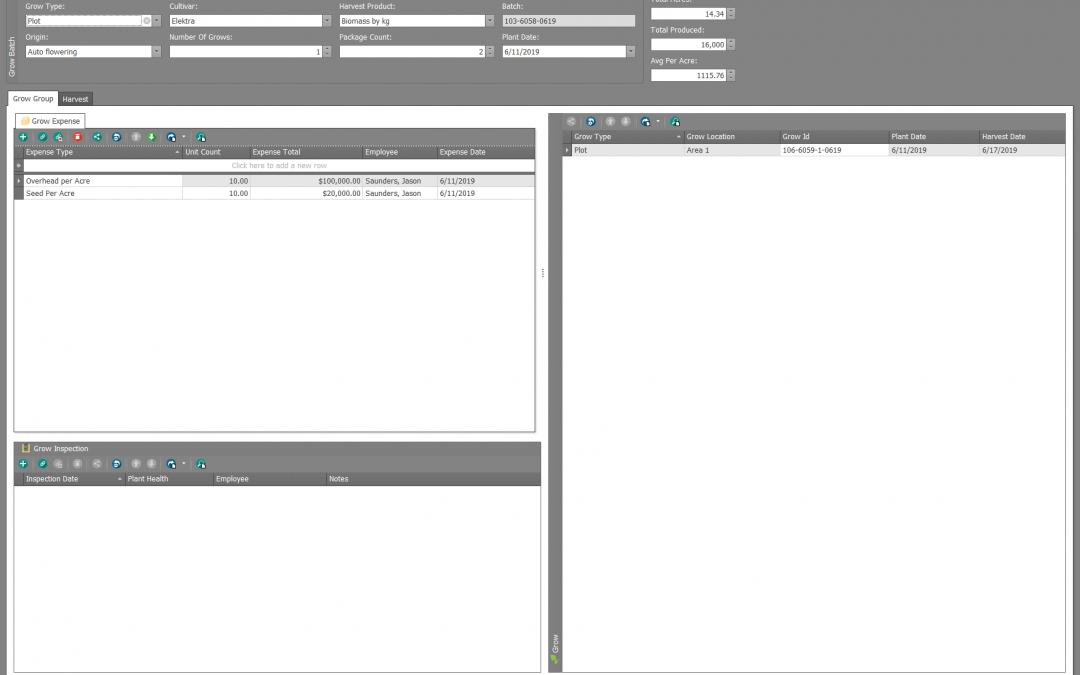 Grow Type: Cultivar: Harvest Product: Batch: Total Acres:
Plot Elektra Biomass by kg 103-6058-0619 14.34
Origin: Number Of Grows: Package Count: Plant Date: Total Produced:
Auto flowering 1 2 6/11/2019 16,000
Avg Per Acre:
1115.76
Grow Batch
Grow Group Harvest
Grow Expense
Expense Type Unit Count Expense Total Employee Expense Date
Click here to add a new row
Overhead per Acre 10.00 $100,000.00 Saunders, Jason 6/11/2019
Seed Per Acre 10.00 $20,000.00 Saunders, Jason 6/11/2019
Grow Inspection
Inspection Date Plant Health Employee Notes
Grow Type Grow Location Grow Id Plant Date Harvest Date
Plot Area 1 106-6059-1-0619 6/11/2019 6/17/2019
Grow